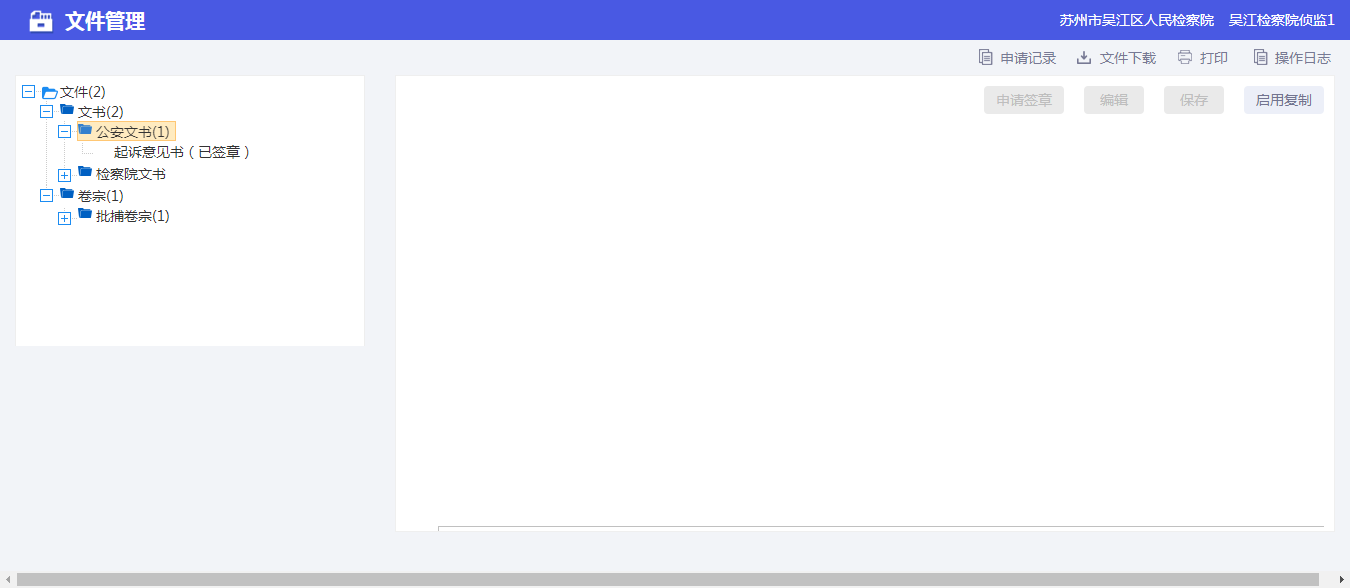 文件管理 苏州市吴江区人民检察院 吴江检察院侦监1
申请记录 文件下载 打印 操作日志
文件(2)
文书(2)
公安文书(1)
起诉意见书（已签章）
检察院文书
卷宗(1)
批捕卷宗(1)
申请签章 编辑 保存 启用复制